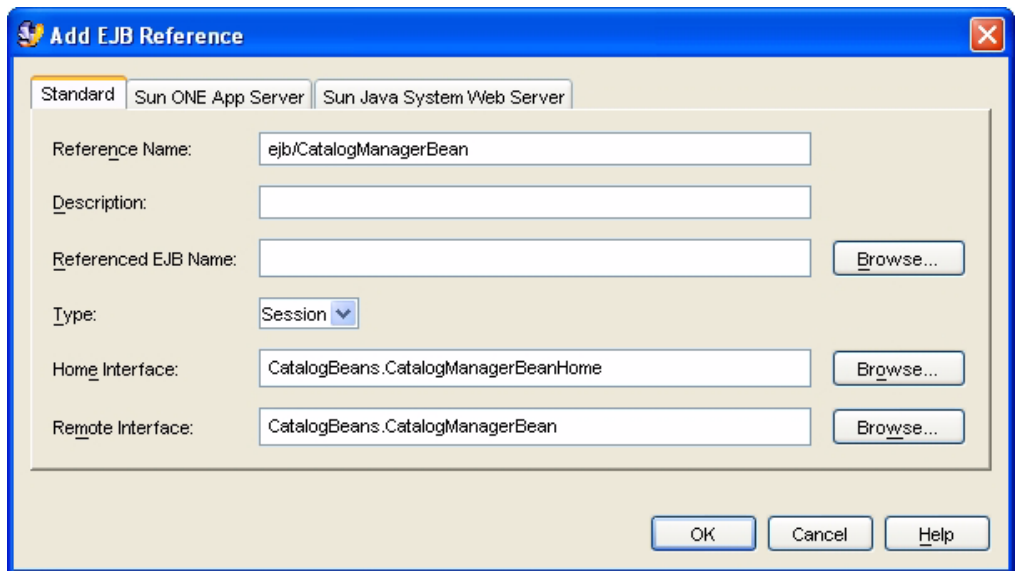 Add EJB Reference
Standard Sun ONE App Server Sun Java System Web Server
Reference Name: ejb/CatalogManagerBean
Description:
Referenced EJB Name: Browse...
Type: Session
Home Interface: CatalogBeans.CatalogManagerBeanHome Browse...
Remote Interface: CatalogBeans.CatalogManagerBean Browse...
OK Cancel Help